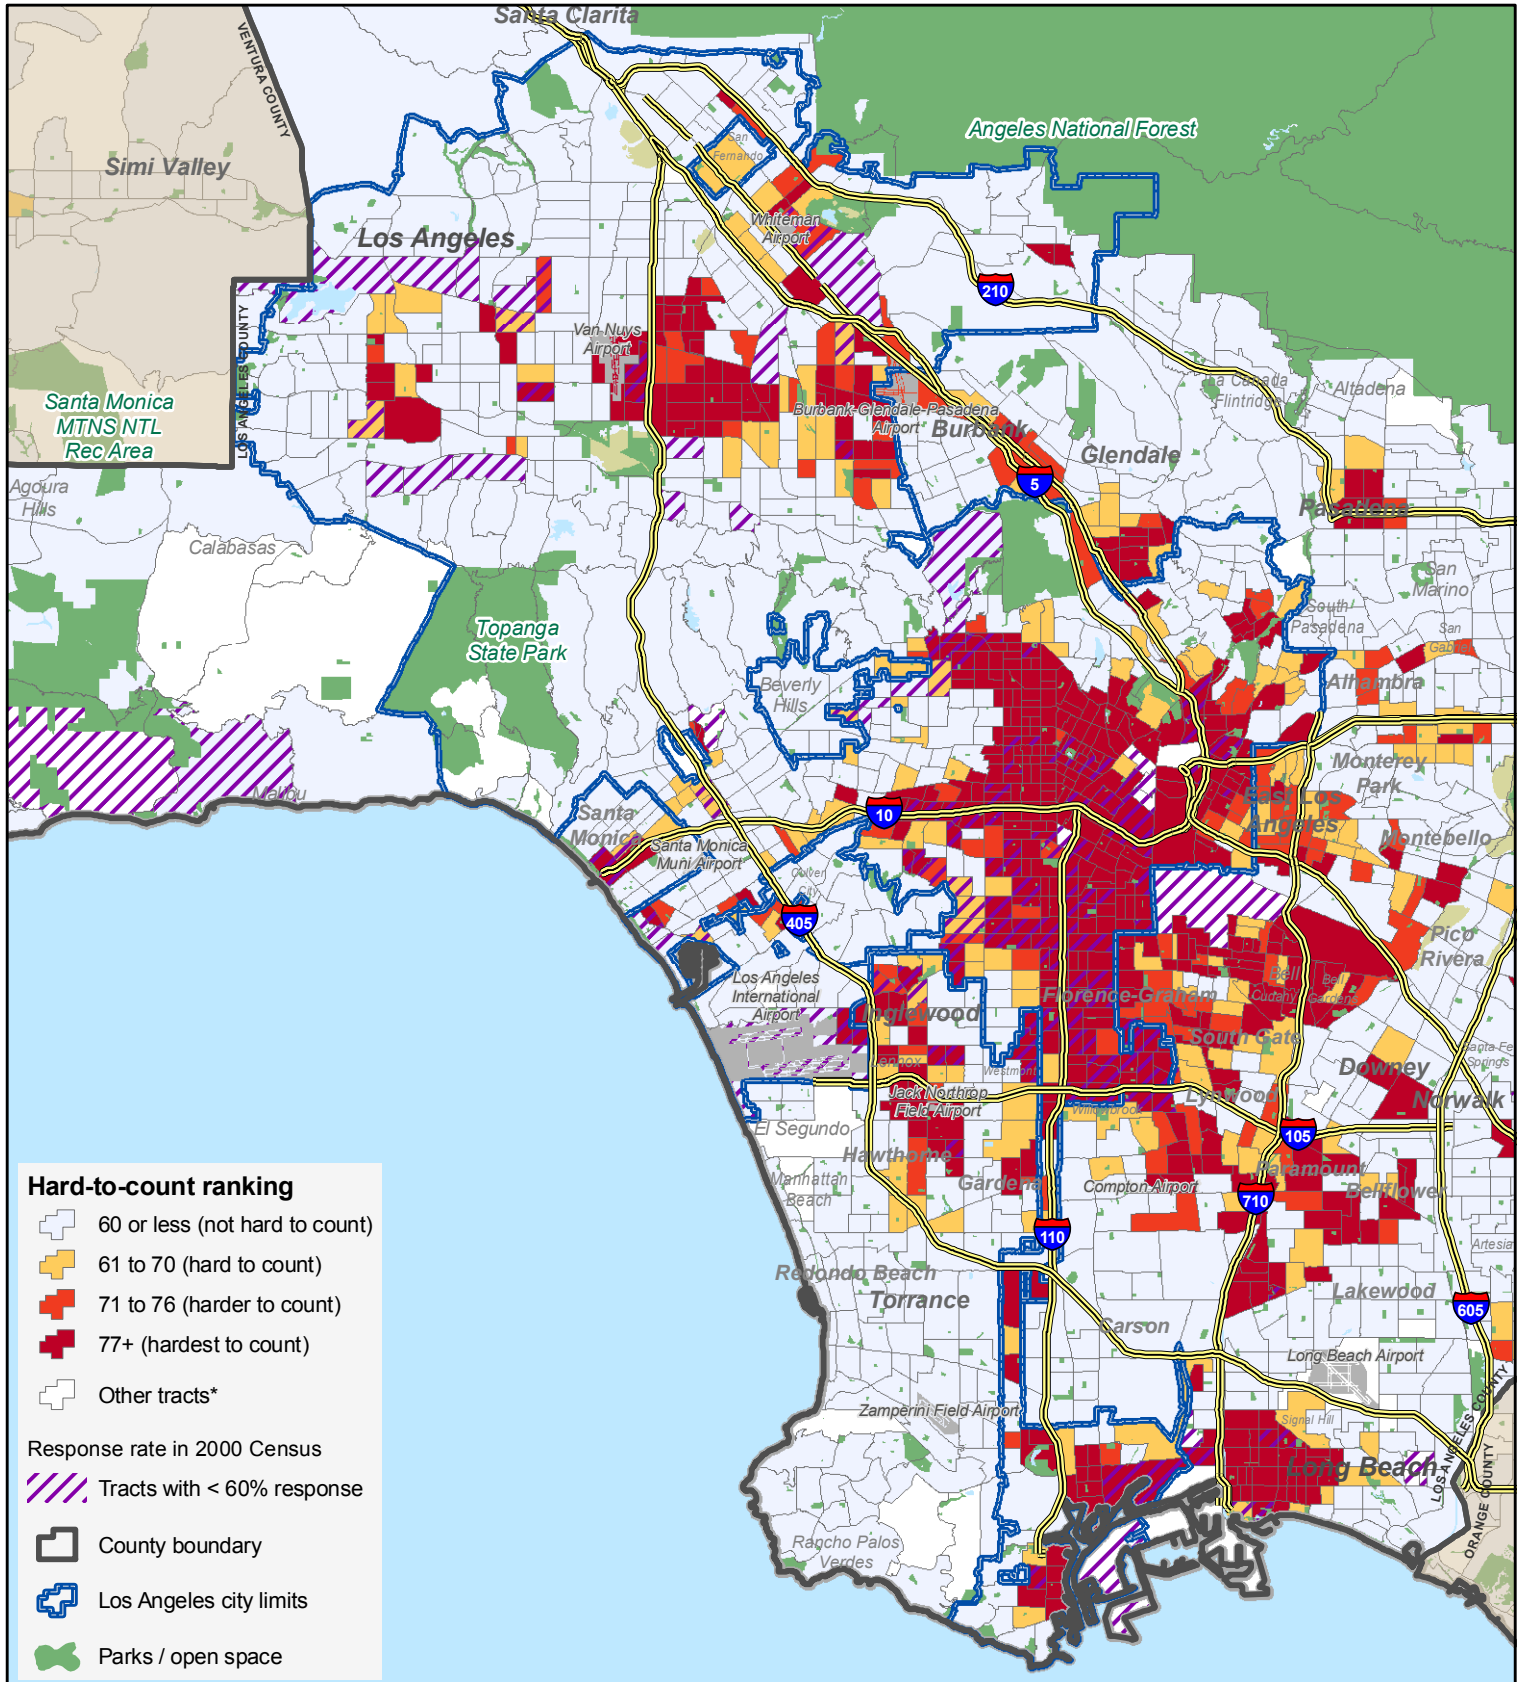 Santa Clarita
VENTURA COUNTY
Angeles National Forest
Simi Valley
San
Fernando
Los Angeles
Whiteman
Airport
210
LOS ANGELES COUNTY
Van Nuys
Airport
La Canada
Flintridge
Altadena
Santa Monica
MTNS NTL
Rec Area
Burbank-Glendale-Pasadena
Airport
Burbank
Glendale
5
Agoura
Hills
Pasadena
Calabasas
San
Marino
South
Pasadena
Topanga
State Park
San
Gabriel
Beverly
Hills
Alhambra
Monterey
Park
Malibu
Santa
Monica
10
East Los
Angeles
Montebello
Santa Monica
Muni Airport
Culver
City
405
Pico
Rivera
Los Angeles
International
Airport
Bell
Cudahy
Bell
Gardens
Florence-Graham
Inglewood
South Gate
Santa Fe
Springs
Lennox
Westmont
Downey
Jack Northrop
Field Airport
Willowbrook
Lynwood
Norwalk
El Segundo
105
Hawthorne
Paramount
Manhattan
Beach
Gardena
Compton Airport
Bellflower
710
110
Artesia
Redondo Beach
Torrance
Lakewood
605
Carson
Long Beach Airport
Zamperini Field Airport
Signal Hill
Long Beach
LOS ANGELES COUNTY
ORANGE COUNTY
Rancho Palos
Verdes
Hard-to-count ranking
60 or less (not hard to count)
61 to 70 (hard to count)
71 to 76 (harder to count)
77+ (hardest to count)
Other tracts*
Response rate in 2000 Census
Tracts with < 60% response
County boundary
Los Angeles city limits
Parks / open space